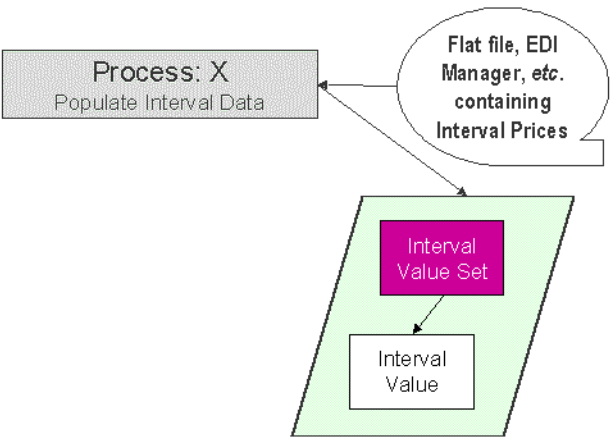 Process: X
Populate Interval Data
Flat file, EDI
Manager, etc.
containing
Interval Prices
Interval
Value Set
Interval
Value